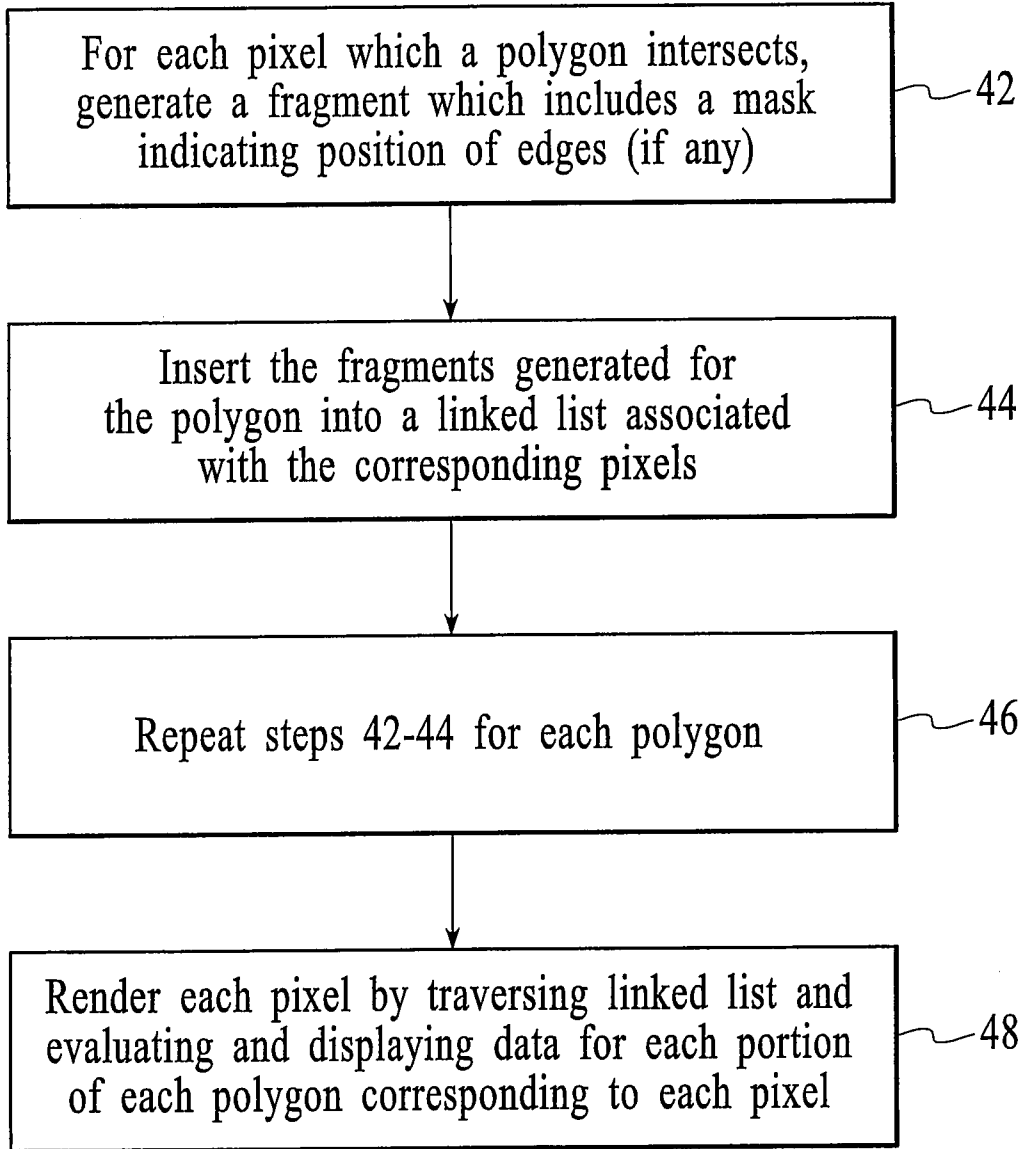 For each pixel which a polygon intersects,
generate a fragment which includes a mask
indicating position of edges (if any)
42
Insert the fragments generated for
the polygon into a linked list associated
with the corresponding pixels
44
Repeat steps 42-44 for each polygon
46
Render each pixel by traversing linked list and
evaluating and displaying data for each portion
of each polygon corresponding to each pixel
48